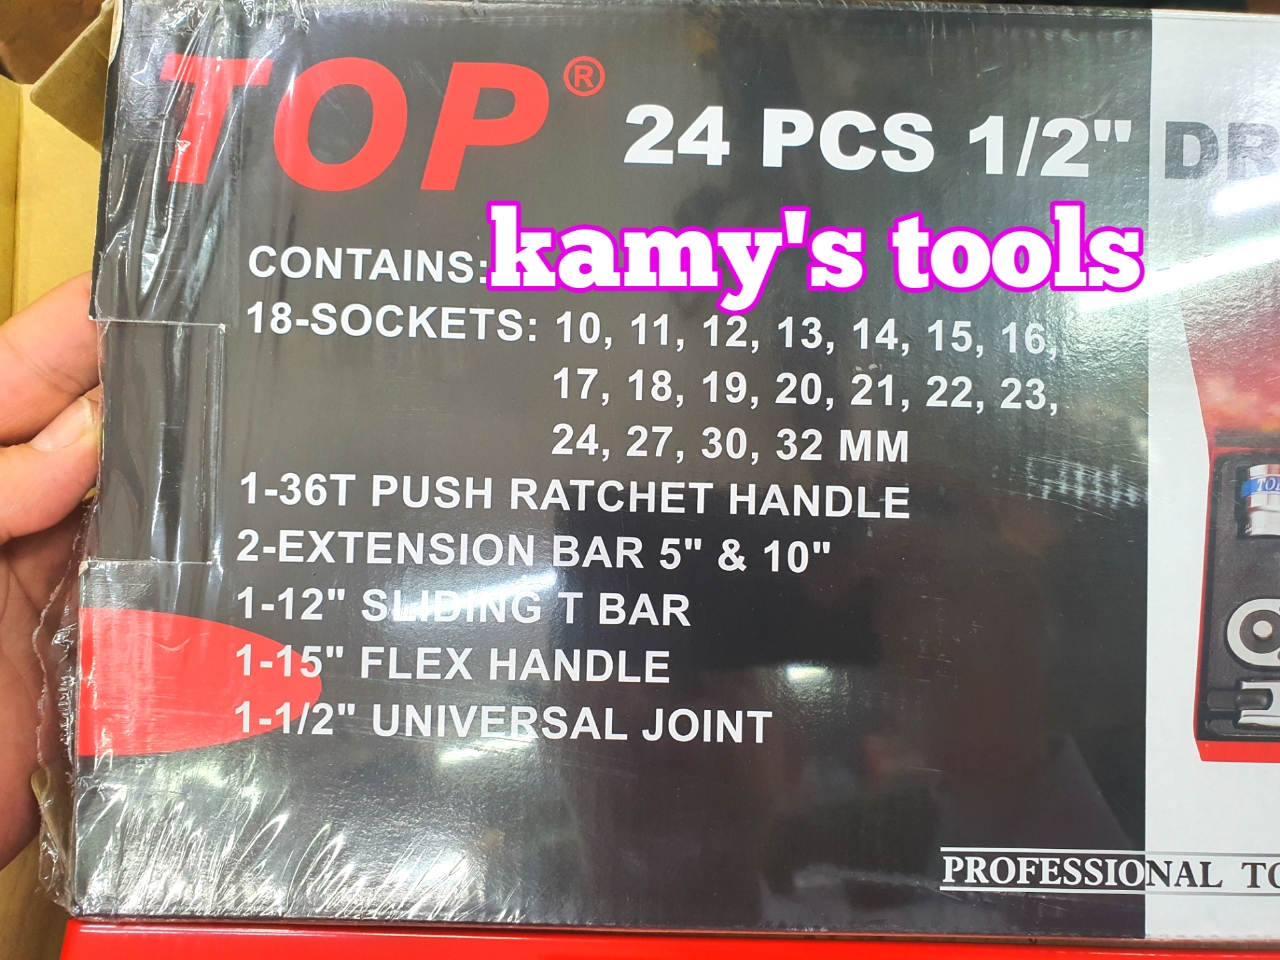 TOP®
24 PCS 1/2" DR
kamy's tools
CONTAINS:
18-SOCKETS: 10, 11, 12, 13, 14, 15, 16,
17, 18, 19, 20, 21, 22, 23,
24, 27, 30, 32 MM
1-36T PUSH RATCHET HANDLE
2-EXTENSION BAR 5" & 10"
1-12" SLIDING T BAR
1-15" FLEX HANDLE
1-1/2" UNIVERSAL JOINT
PROFESSIONAL TO